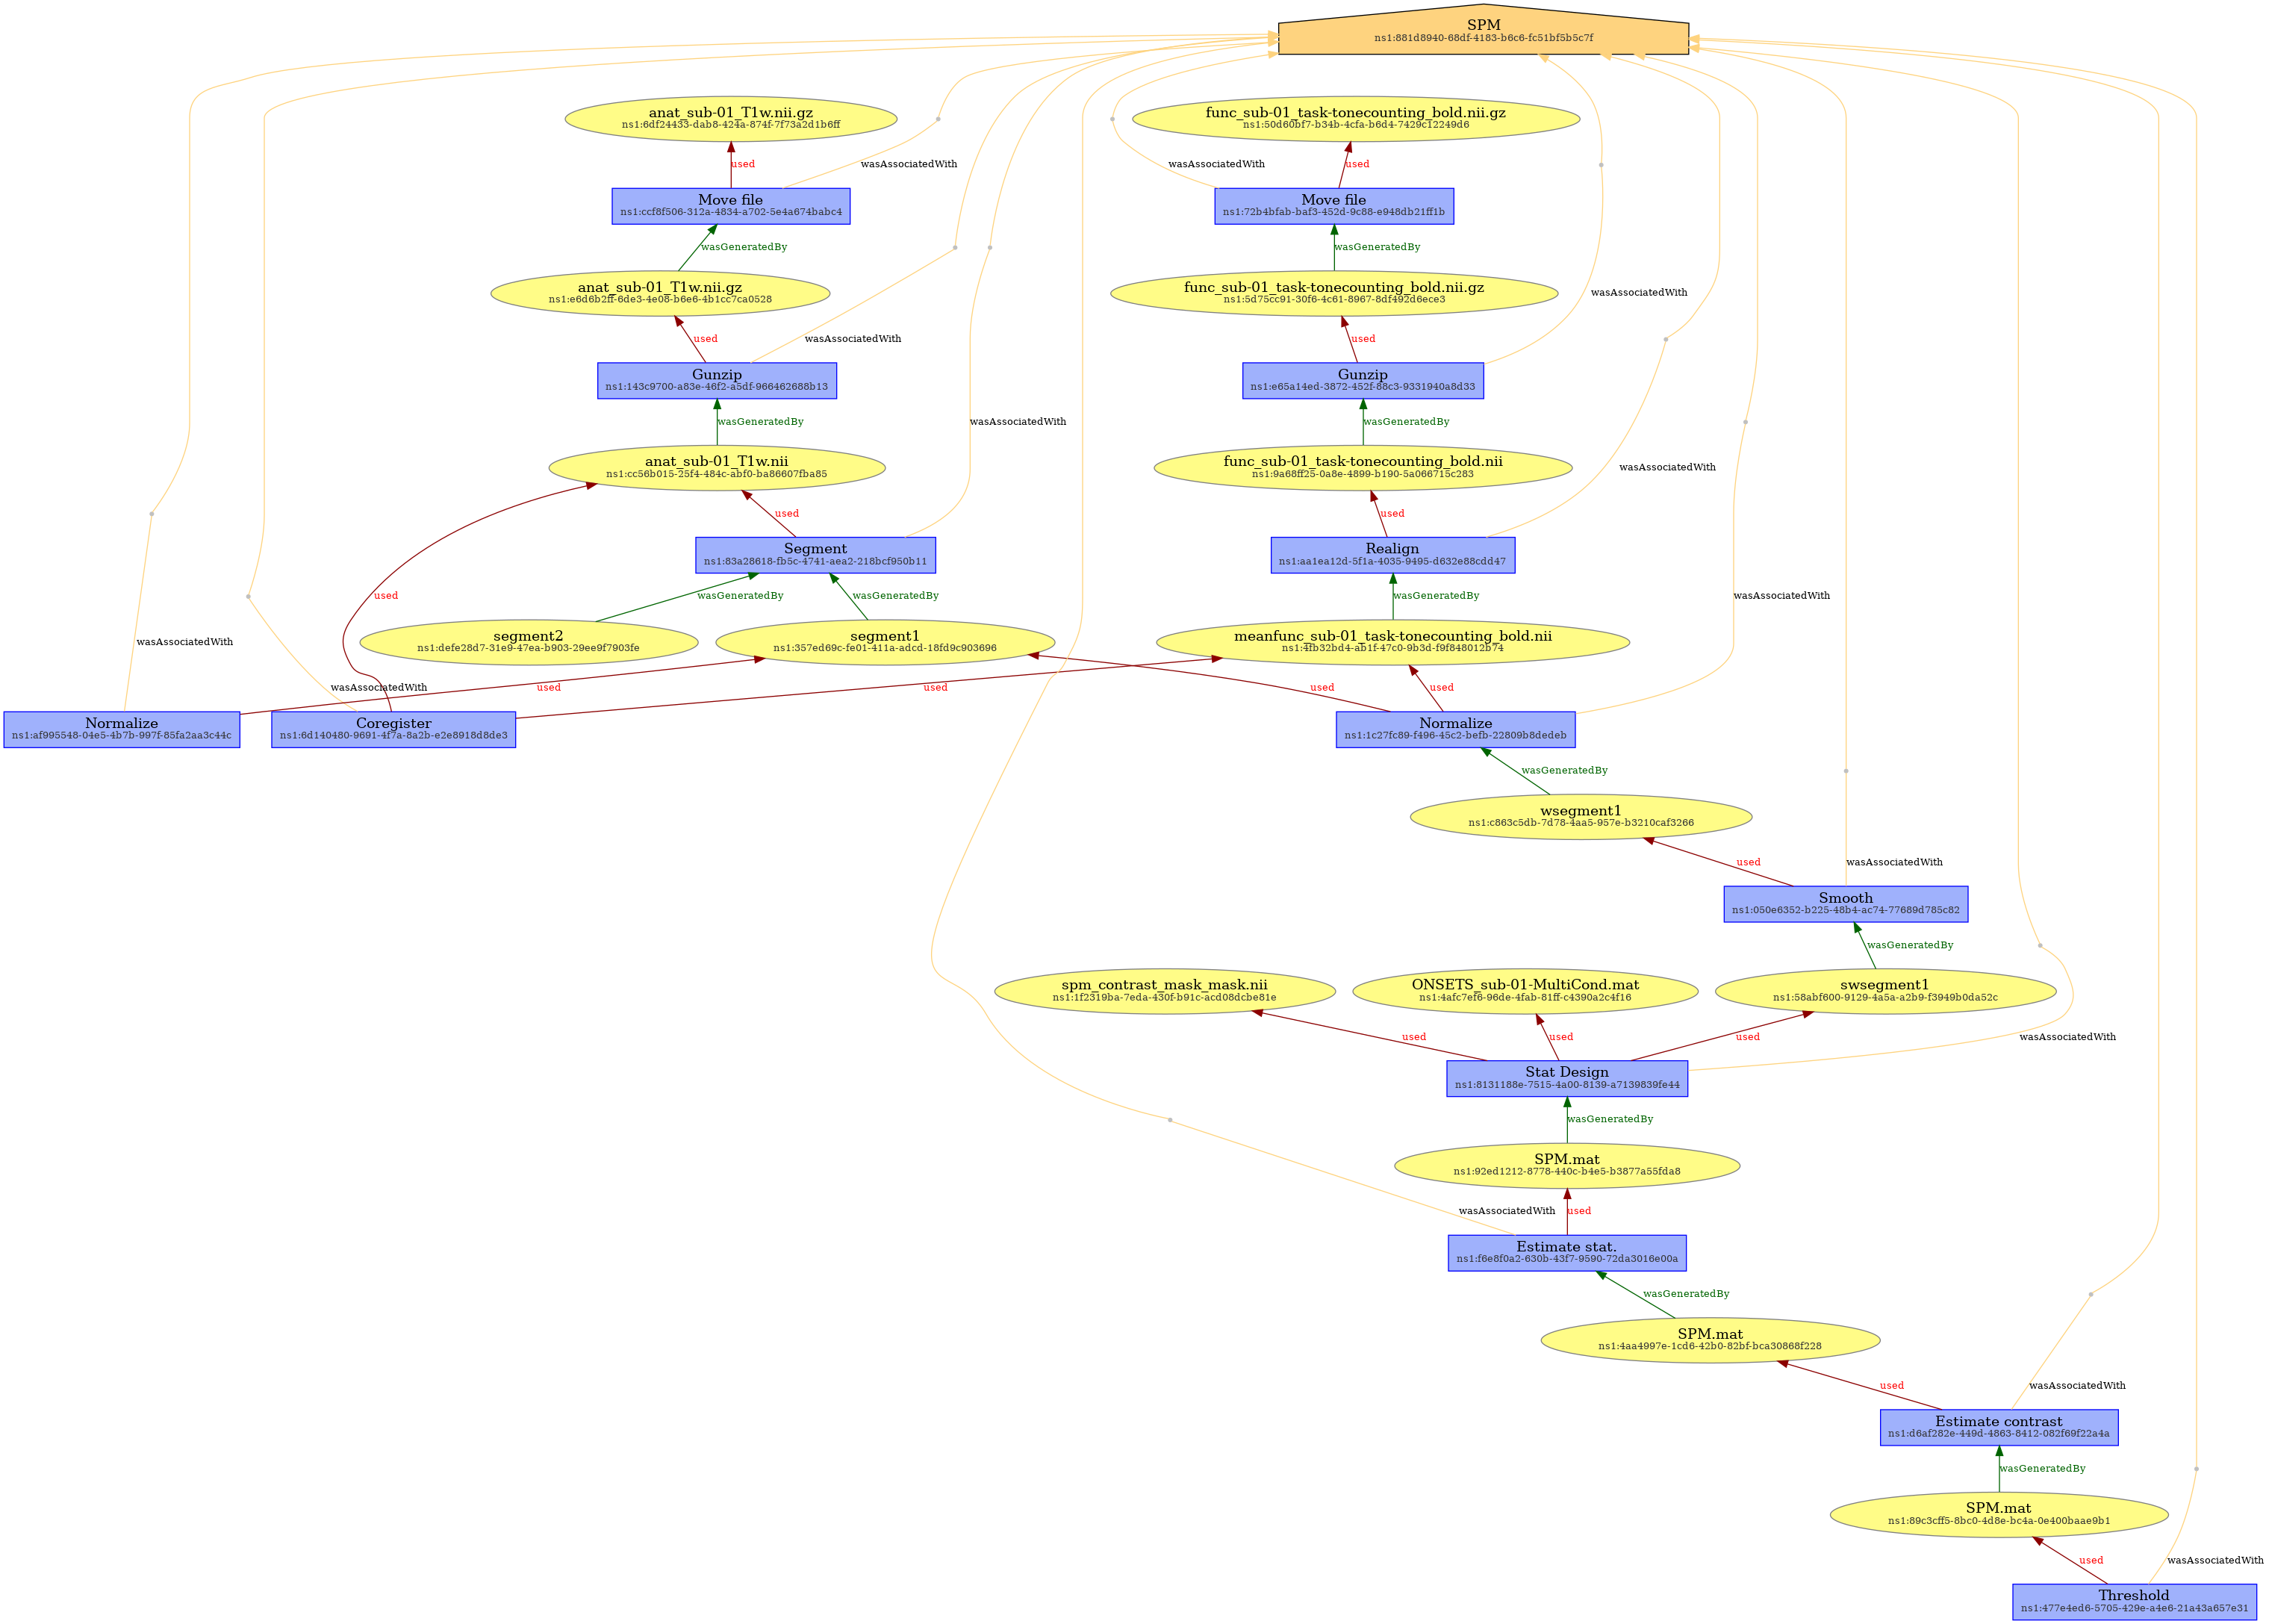 SPM
ns1:881d8940-68df-4183-b6c6-fc51bf5b5c7f
anat_sub-01_T1w.nii.gz
ns1:6df24433-dab8-424a-874f-7f73a2d1b6ff
func_sub-01_task-tonecounting_bold.nii.gz
ns1:50d60bf7-b34b-4cfa-b6d4-7429c12249d6
used
wasAssociatedWith
wasAssociatedWith
used
Move file
ns1:ccf8f506-312a-4834-a702-5e4a674babc4
Move file
ns1:72b4bfab-baf3-452d-9c88-e948db21ff1b
wasGeneratedBy
wasGeneratedBy
anat_sub-01_T1w.nii.gz
ns1:e6d6b2ff-6de3-4e08-b6e6-4b1cc7ca0528
func_sub-01_task-tonecounting_bold.nii.gz
ns1:5d75cc91-30f6-4c61-8967-8df492d6ece3
wasAssociatedWith
used
wasAssociatedWith
used
Gunzip
ns1:143c9700-a83e-46f2-a5df-966462688b13
Gunzip
ns1:e65a14ed-3872-452f-88c3-9331940a8d33
wasGeneratedBy
wasAssociatedWith
wasGeneratedBy
anat_sub-01_T1w.nii
ns1:cc56b015-25f4-484c-abf0-ba86607fba85
func_sub-01_task-tonecounting_bold.nii
ns1:9a68ff25-0a8e-4899-b190-5a066715c283
wasAssociatedWith
used
used
Segment
ns1:83a28618-fb5c-4741-aea2-218bcf950b11
Realign
ns1:aa1ea12d-5f1a-4035-9495-d632e88cdd47
used
wasGeneratedBy
wasGeneratedBy
wasGeneratedBy
wasAssociatedWith
wasAssociatedWith
segment2
ns1:defe28d7-31e9-47ea-b903-29ee9f7903fe
segment1
ns1:357ed69c-fe01-411a-adcd-18fd9c903696
meanfunc_sub-01_task-tonecounting_bold.nii
ns1:4fb32bd4-ab1f-47c0-9b3d-f9f848012b74
wasAssociatedWith
used
used
used
used
Normalize
ns1:af995548-04e5-4b7b-997f-85fa2aa3c44c
Coregister
ns1:6d140480-9691-4f7a-8a2b-e2e8918d8de3
Normalize
ns1:1c27fc89-f496-45c2-befb-22809b8dedeb
wasGeneratedBy
wsegment1
ns1:c863c5db-7d78-4aa5-957e-b3210caf3266
used
wasAssociatedWith
Smooth
ns1:050e6352-b225-48b4-ac74-77689d785c82
wasGeneratedBy
spm_contrast_mask_mask.nii
ns1:1f2319ba-7eda-430f-b91c-acd08dcbe81e
ONSETS_sub-01-MultiCond.mat
ns1:4afc7ef6-96de-4fab-81ff-c4390a2c4f16
swsegment1
ns1:58abf600-9129-4a5a-a2b9-f3949b0da52c
used
used
used
wasAssociatedWith
Stat Design
ns1:8131188e-7515-4a00-8139-a7139839fe44
wasGeneratedBy
SPM.mat
ns1:92ed1212-8778-440c-b4e5-b3877a55fda8
wasAssociatedWith
used
Estimate stat.
ns1:f6e8f0a2-630b-43f7-9590-72da3016e00a
wasGeneratedBy
SPM.mat
ns1:4aa4997e-1cd6-42b0-82bf-bca30868f228
used
wasAssociatedWith
Estimate contrast
ns1:d6af282e-449d-4863-8412-082f69f22a4a
wasGeneratedBy
SPM.mat
ns1:89c3cff5-8bc0-4d8e-bc4a-0e400baae9b1
used
wasAssociatedWith
Threshold
ns1:477e4ed6-5705-429e-a4e6-21a43a657e31